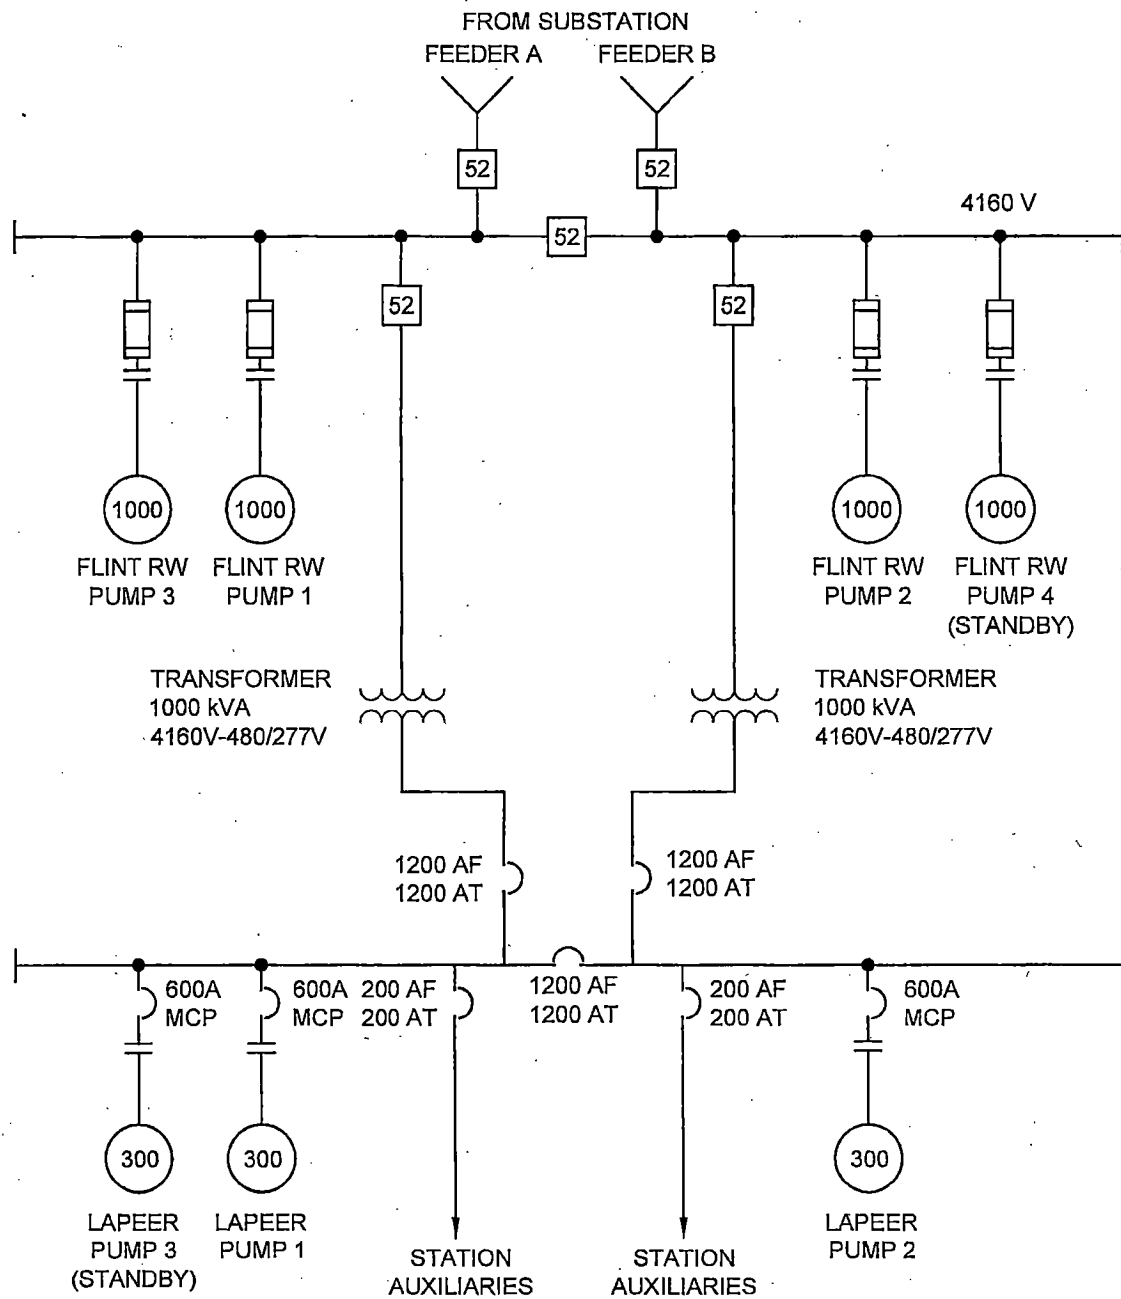 FROM SUBSTATION
FEEDER A
FEEDER B
52
52
4160 V
52
52
52
1000
1000
1000
1000
FLINT RW
PUMP 3
FLINT RW
PUMP 1
FLINT RW
PUMP 2
FLINT RW
PUMP 4
(STANDBY)
TRANSFORMER
1000 kVA
4160V-480/277V
TRANSFORMER
1000 kVA
4160V-480/277V
1200 AF
1200 AT
1200 AF
1200 AT
600A
MCP
600A
MCP
200 AF
200 AT
1200 AF
1200 AT
200 AF
200 AT
600A
MCP
300
300
300
LAPEER
PUMP 3
(STANDBY)
LAPEER
PUMP 1
STATION
AUXILIARIES
STATION
AUXILIARIES
LAPEER
PUMP 2